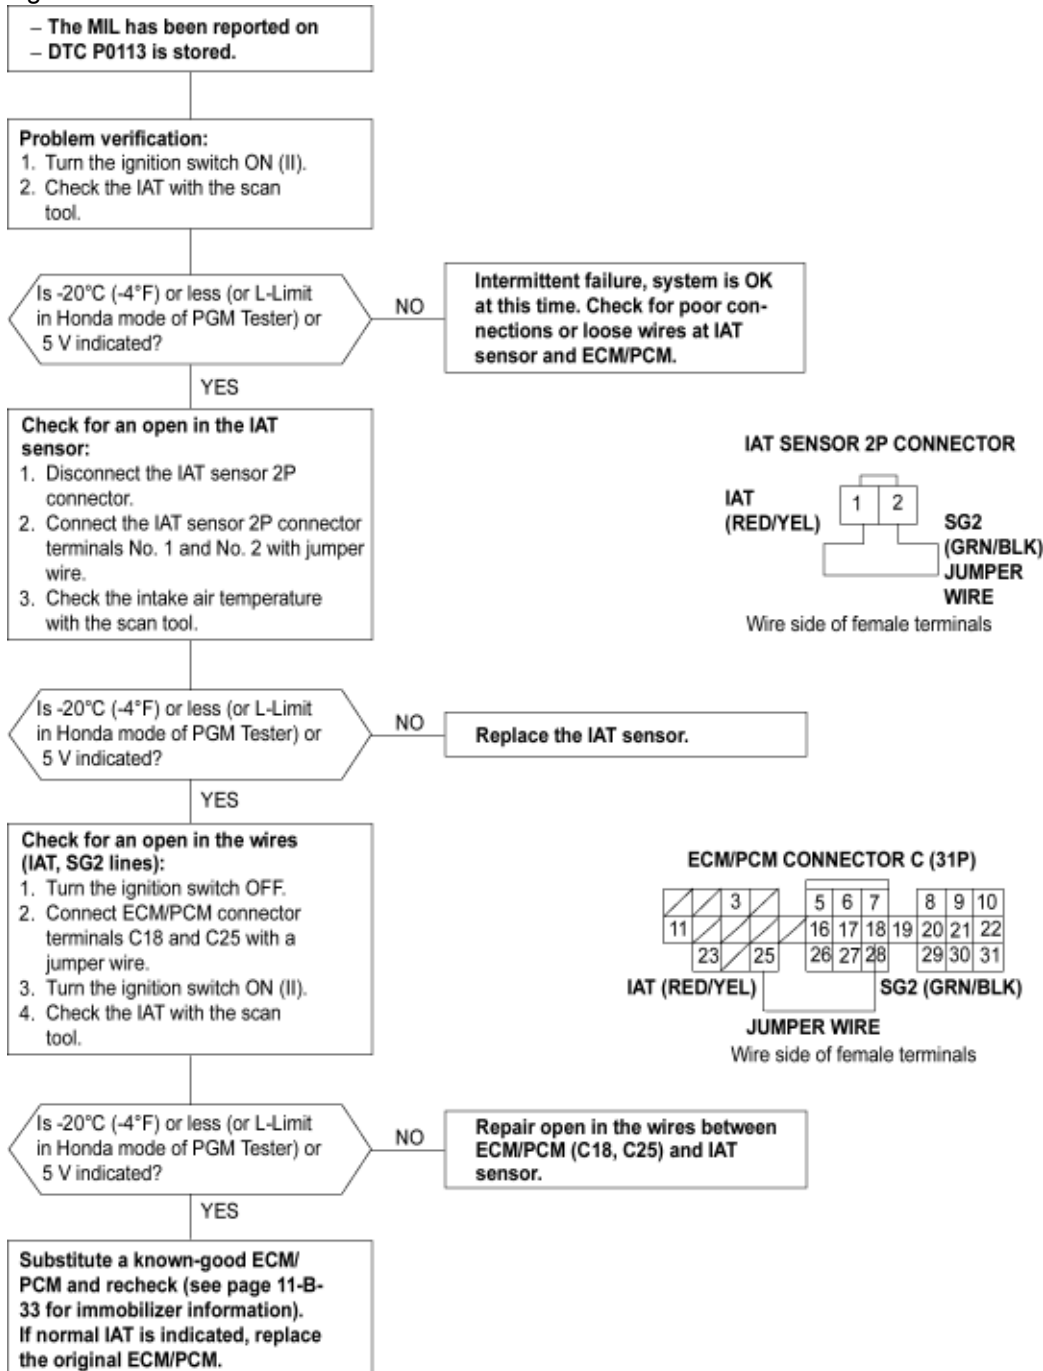 – The MIL has been reported on
– DTC P0113 is stored.
Problem verification:
1. Turn the ignition switch ON (II).
2. Check the IAT with the scan
tool.
Is -20°C (-4°F) or less (or L-Limit
in Honda mode of PGM Tester) or
5 V indicated?
NO
Intermittent failure, system is OK
at this time. Check for poor con-
nections or loose wires at IAT
sensor and ECM/PCM.
YES
Check for an open in the IAT
sensor:
1. Disconnect the IAT sensor 2P
connector.
2. Connect the IAT sensor 2P connector
terminals No. 1 and No. 2 with jumper
wire.
3. Check the intake air temperature
with the scan tool.
IAT SENSOR 2P CONNECTOR
IAT
(RED/YEL)
1 2
SG2
(GRN/BLK)
JUMPER
WIRE
Wire side of female terminals
Is -20°C (-4°F) or less (or L-Limit
in Honda mode of PGM Tester) or
5 V indicated?
NO
Replace the IAT sensor.
YES
Check for an open in the wires
(IAT, SG2 lines):
1. Turn the ignition switch OFF.
2. Connect ECM/PCM connector
terminals C18 and C25 with a
jumper wire.
3. Turn the ignition switch ON (II).
4. Check the IAT with the scan
tool.
ECM/PCM CONNECTOR C (31P)
3 5 6 7 8 9 10
11 16 17 18 19 20 21 22
23 25 26 27 28 29 30 31
IAT (RED/YEL)
SG2 (GRN/BLK)
JUMPER WIRE
Wire side of female terminals
Is -20°C (-4°F) or less (or L-Limit
in Honda mode of PGM Tester) or
5 V indicated?
NO
Repair open in the wires between
ECM/PCM (C18, C25) and IAT
sensor.
YES
Substitute a known-good ECM/
PCM and recheck (see page 11-B-
33 for immobilizer information).
If normal IAT is indicated, replace
the original ECM/PCM.